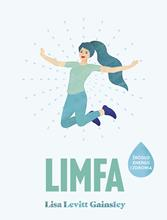 ŹRÓDŁO
ENERGII
I ZDROWIA
LIMFA
Lisa Levitt Gainsley